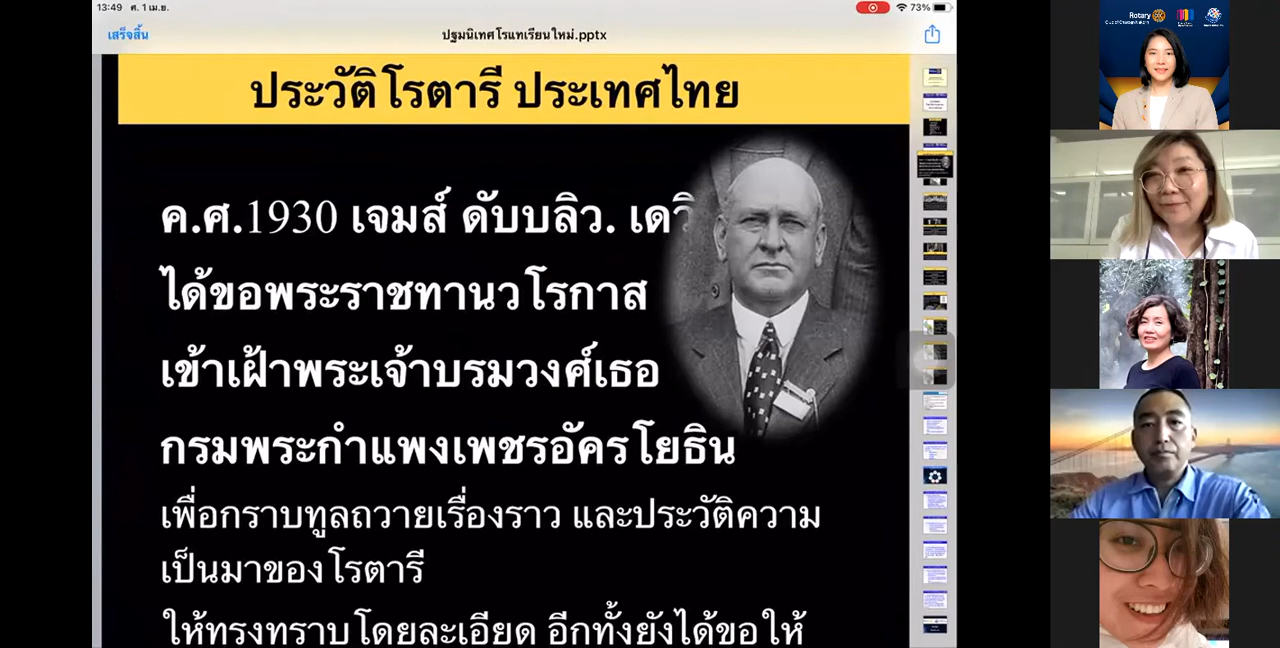 13:49 ศ. 1 เม.ย.
73%
เสร็จสิ้น
ปฐมนิเทศโรแทเรียนใหม่.pptx
ประวัติโรตารี ประเทศไทย
ค.ศ.1930 เจมส์ ดับบลิว. เดวิ
ได้ขอพระราชทานวโรกาส
เข้าเฝ้าพระเจ้าบรมวงศ์เธอ
กรมพระกำแพงเพชรอัครโยธิน
เพื่อกราบทูลถวายเรื่องราว และประวัติความ
เป็นมาของโรตารี
ให้ทรงทราบโดยละเอียด อีกทั้งยังได้ขอให้
Rotary